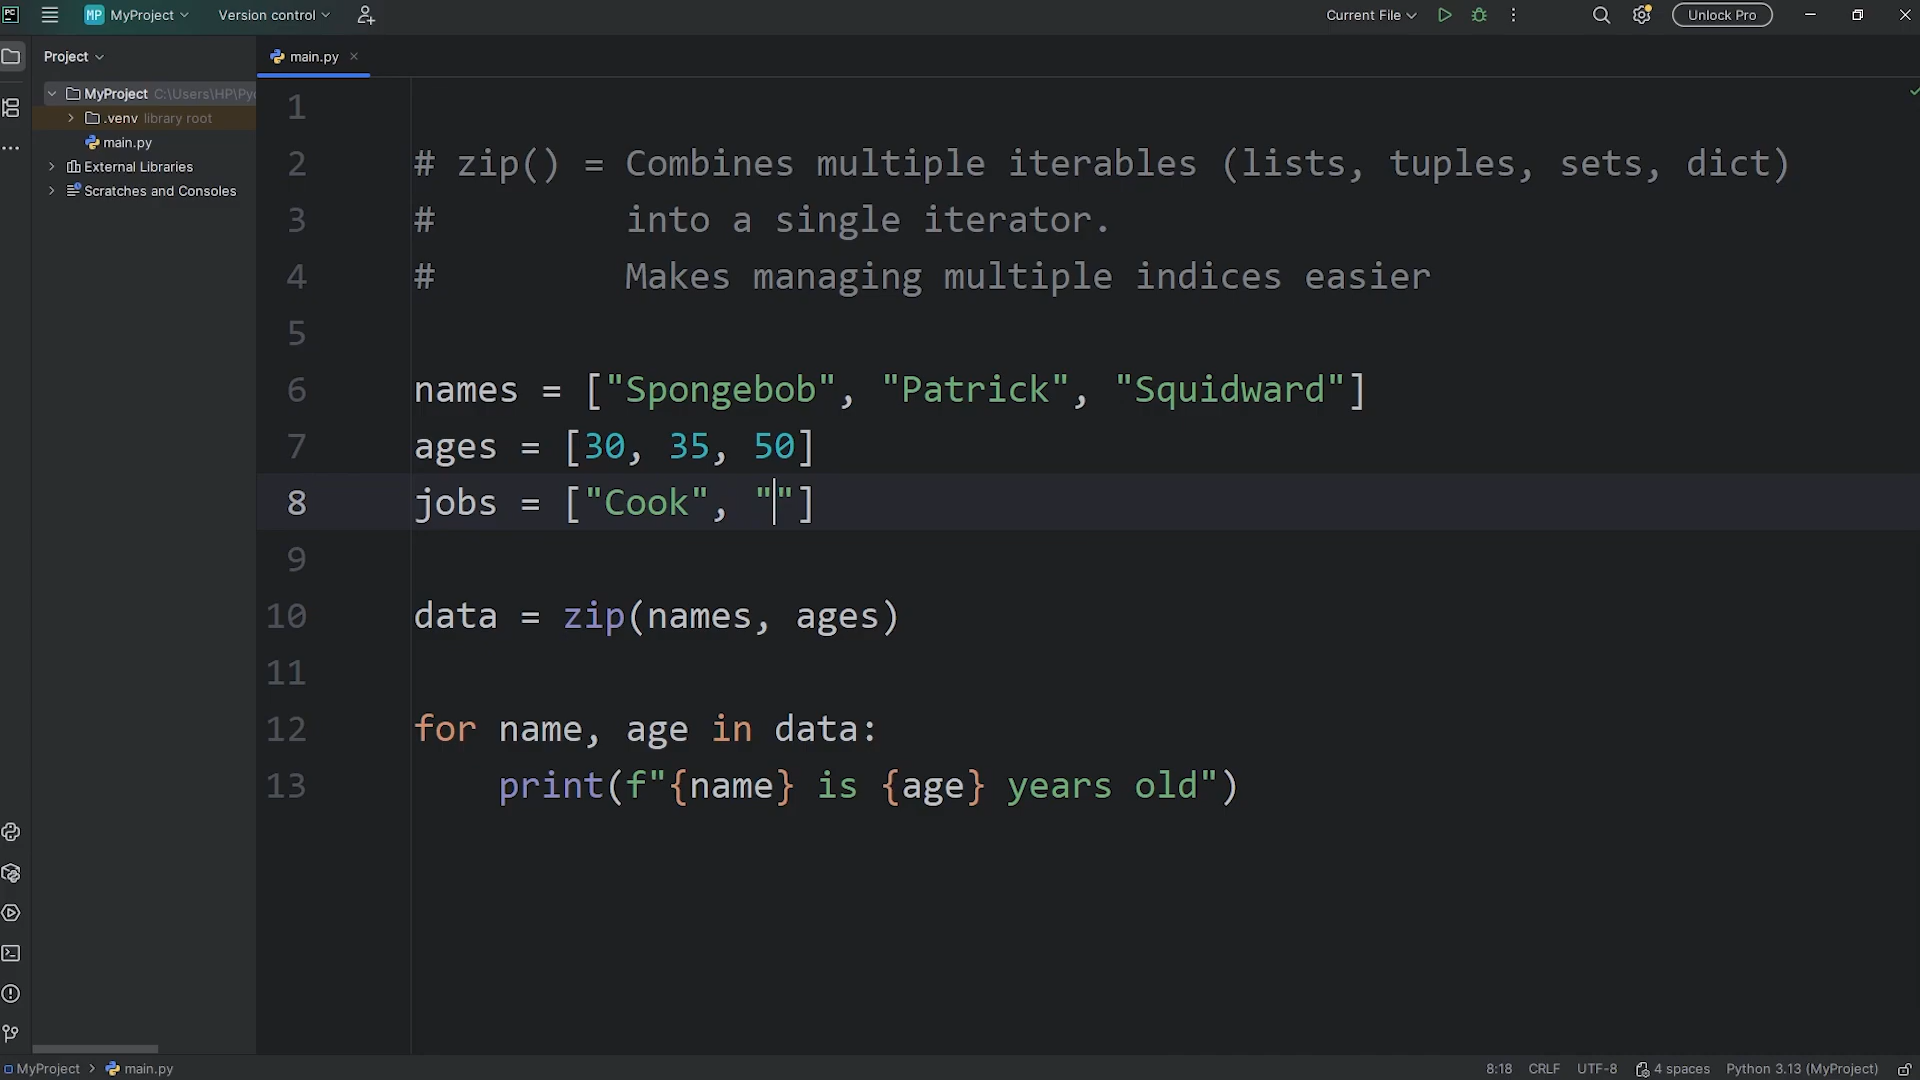 PC MP MyProject Version control Current File Unlock Pro
Project main.py
MyProject C:\Users\HP\Pyc
.venv library root
main.py
External Libraries
Scratches and Consoles
1
2 # zip() = Combines multiple iterables (lists, tuples, sets, dict)
3 #         into a single iterator.
4 #         Makes managing multiple indices easier
5
6 names = ["Spongebob", "Patrick", "Squidward"]
7 ages = [30, 35, 50]
8 jobs = ["Cook", ""]
9
10 data = zip(names, ages)
11
12 for name, age in data:
13     print(f"{name} is {age} years old")
MyProject > main.py 8:18 CRLF UTF-8 4 spaces Python 3.13 (MyProject)